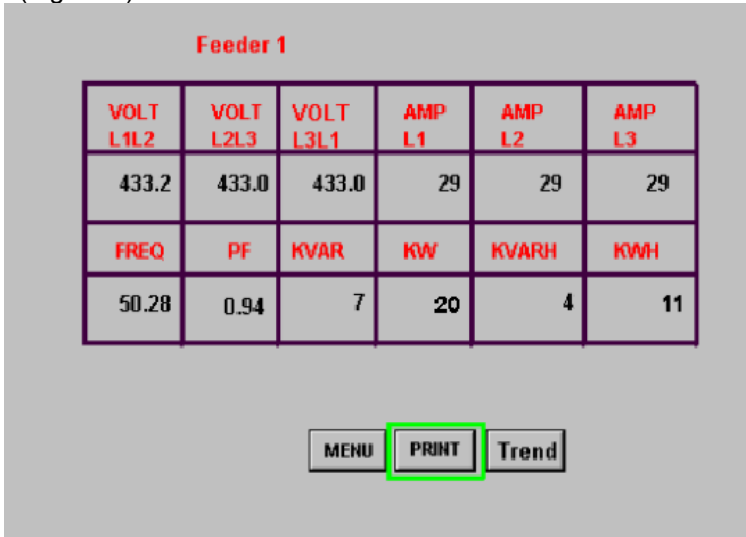 Feeder 1
VOLT L1L2 VOLT L2L3 VOLT L3L1 AMP L1 AMP L2 AMP L3
433.2 433.0 433.0 29 29 29
FREQ PF KVAR KW KVARH KWH
50.28 0.94 7 20 4 11
MENU PRINT Trend